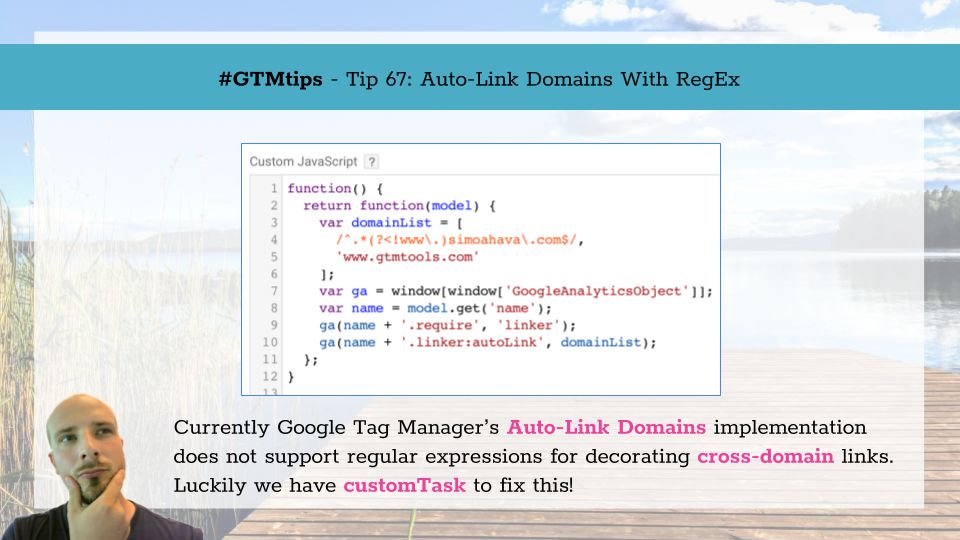 #GTMtips - Tip 67: Auto-Link Domains With RegEx
Custom JavaScript ?
1 function() {
2 return function(model) {
3 var domainList = [
4 /^.*(?<!www\.)simoahava\.com$/,
5 'www.gtmtools.com'
6 ];
7 var ga = window[window['GoogleAnalyticsObject']];
8 var name = model.get('name');
9 ga(name + '.require', 'linker');
10 ga(name + '.linker:autoLink', domainList);
11 };
12 }
13
Currently Google Tag Manager's Auto-Link Domains implementation
does not support regular expressions for decorating cross-domain links.
Luckily we have customTask to fix this!